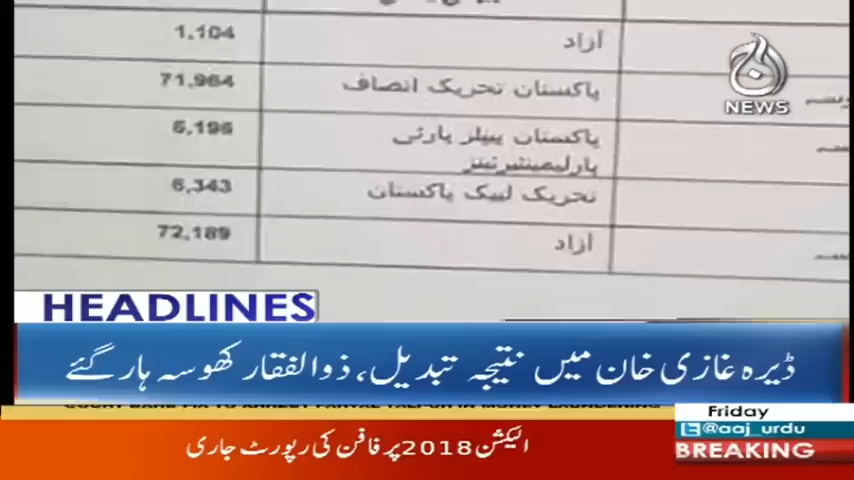 1,104 آزاد
71,964 پاکستان تحریک انصاف
6,196 پاکستان پیپلز پارٹی
پارلیمینٹیرینز
6,343 تحریک لبیک پاکستان
72,189 آزاد
NEWS
HEADLINES
ڈیرہ غازی خان میں نتیجہ تبدیل، ذوالفقار کھوسہ ہار گئے
Friday
@aaj_urdu
BREAKING
الیکشن 2018 پر فافن کی رپورٹ جاری